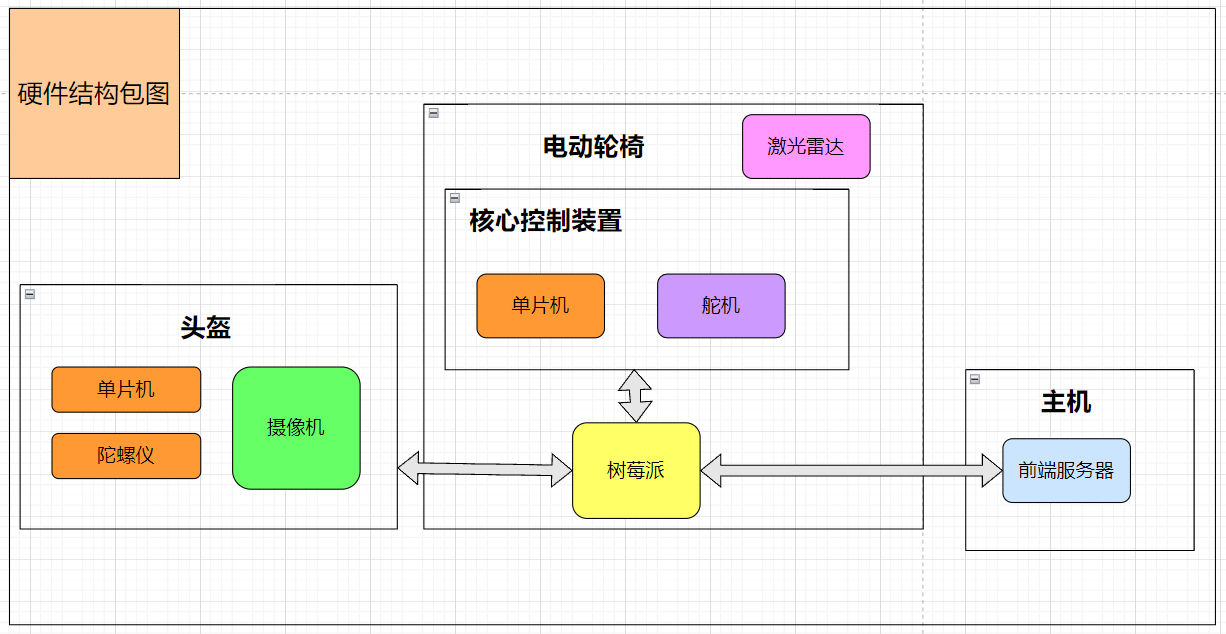 硬件结构包图
电动轮椅
激光雷达
核心控制装置
单片机
舵机
头盔
单片机
陀螺仪
摄像机
树莓派
主机
前端服务器